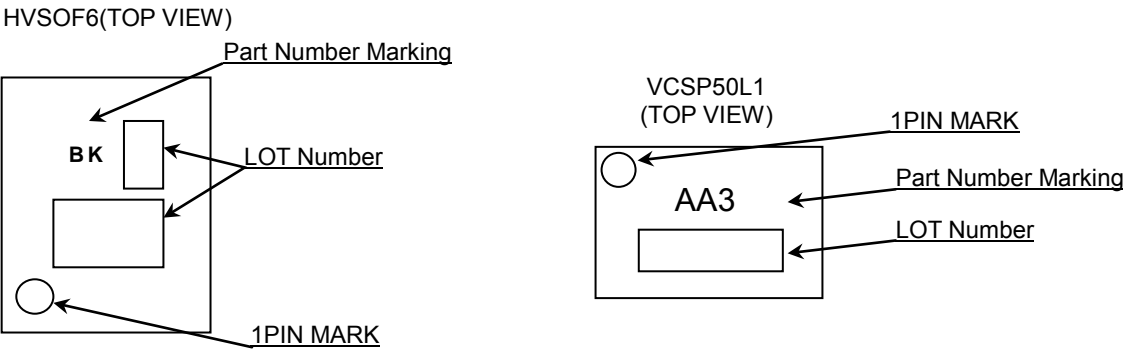 HVSOF6(TOP VIEW)
Part Number Marking
BK
LOT Number
1PIN MARK
VCSP50L1
(TOP VIEW)
1PIN MARK
AA3
Part Number Marking
LOT Number